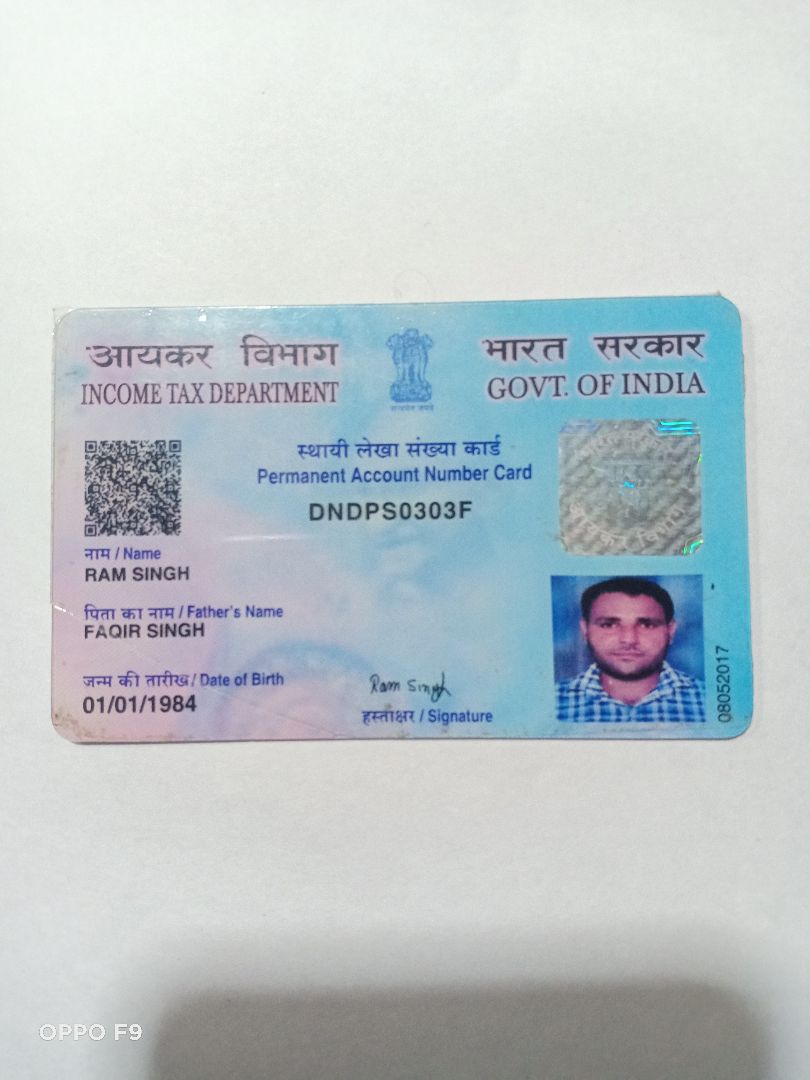 आयकर विभाग
INCOME TAX DEPARTMENT
सत्यमेव जयते
भारत सरकार
GOVT. OF INDIA
स्थायी लेखा संख्या कार्ड
Permanent Account Number Card
DNDPS0303F
नाम / Name
RAM SINGH
पिता का नाम / Father's Name
FAQIR SINGH
जन्म की तारीख / Date of Birth
01/01/1984
Ram Singh
हस्ताक्षर / Signature
08052017
आयकर विभाग
OPPO F9